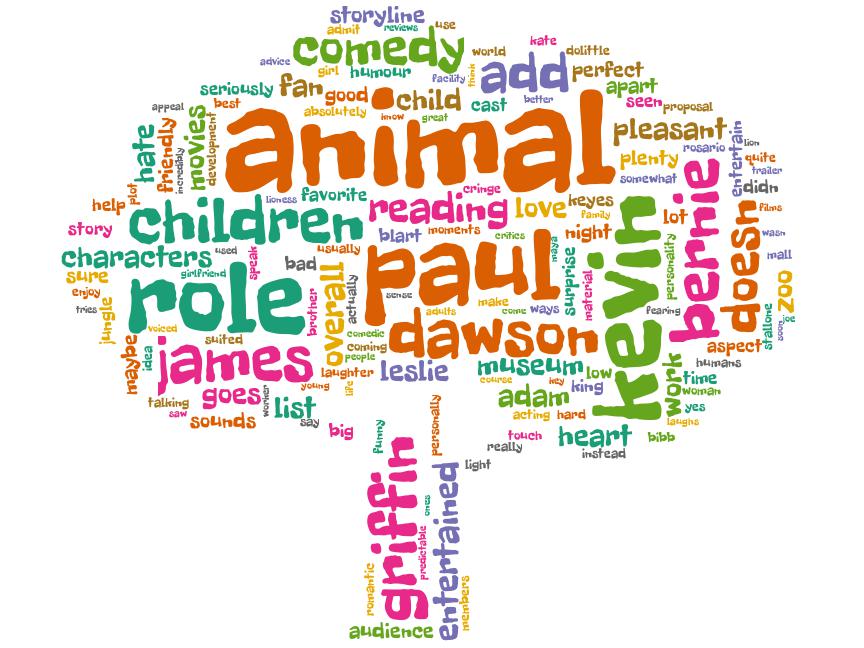 storyline
admit
reviews
use
comedy
world
kate
dolittle
advice
girl
humour
facility
think
add
perfect
seriously
fan
good
child
cast
better
apart
seen
proposal
appeal
best
absolutely
know
great
animal
pleasant
hate
friendly
incredibly
movies
development
plenty
rosario
entertain
lion
quite
trailer
somewhat
help
plot
lioness
favorite
cringe
reading
love
keyes
family
bernie
didn
children
story
blart
moments
critics
night
lot
doesn
films
wasn
characters
used
speak
usually
paul
maya
surprise
kevin
personality
mall
sure
girlfriend
bad
overall
actually
sense
material
zoo
enjoy
role
brother
adults
make
come
ways
fearing
stallone
joe
soon
tries
jungle
voiced
comedic
dawson
suited
coming
people
aspect
maybe
idea
james
laughter
leslie
museum
low
humans
young
life
course
key
king
work
time
woman
goes
worker
list
adam
talking
saw
sounds
say
acting
hard
yes
laughs
big
funny
personally
touch
heart
bibb
really
instead
light
griffin
entertained
ones
predictable
romantic
members
audience